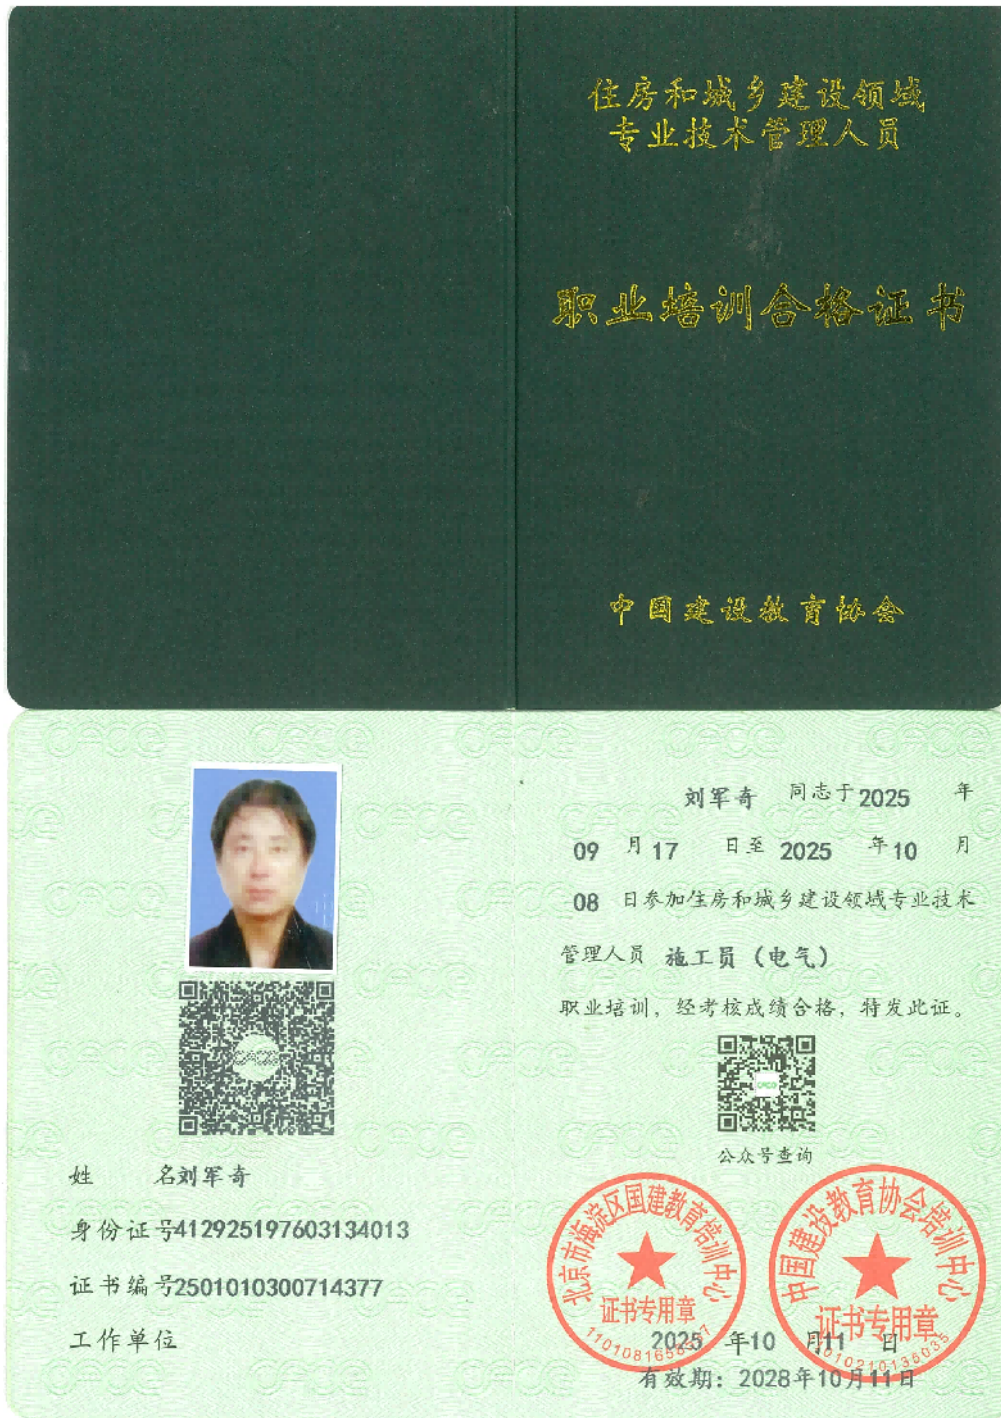 住房和城乡建设领域
专业技术管理人员
职业培训合格证书
中国建设教育协会
刘军奇 同志于2025 年
09 月17 日至 2025 年10 月
08 日参加住房和城乡建设领域专业技术
管理人员 施工员（电气）
职业培训，经考核成绩合格，特发此证。
公众号查询
姓 名刘军奇
身份证号412925197603134013
证书编号2501010300714377
工作单位
北京市海淀区国建教育培训中心
证书专用章
中国建设教育协会培训中心
证书专用章
2025 年10 月11 日
有效期：2028年10月11日